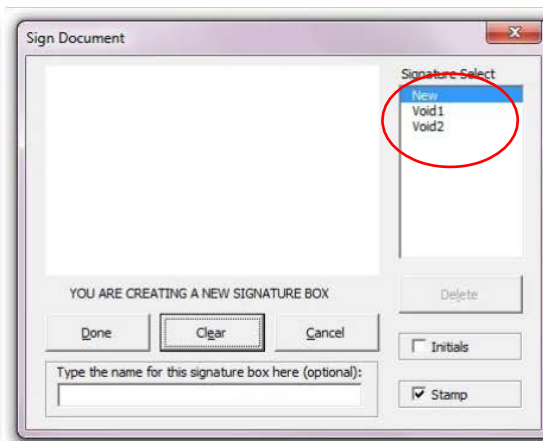 Sign Document
Signature Select
New
Void1
Void2
YOU ARE CREATING A NEW SIGNATURE BOX
Delete
Done
Clear
Cancel
Initials
Type the name for this signature box here (optional):
Stamp